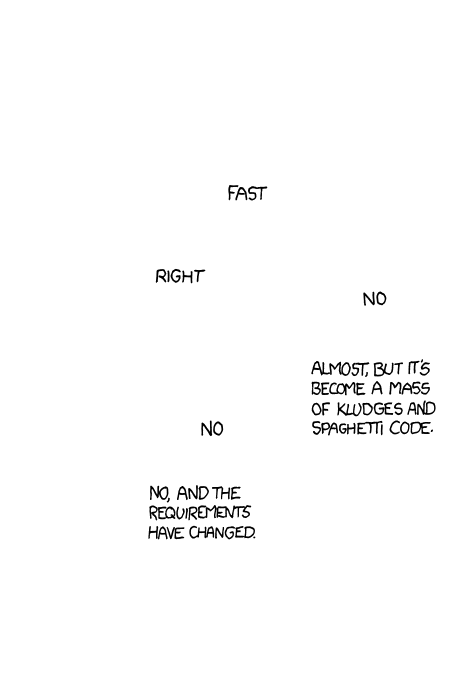 FAST
RIGHT
NO
ALMOST, BUT IT'S
BECOME A MASS
OF KLUDGES AND
SPAGHETTI CODE.
NO
NO, AND THE
REQUIREMENTS
HAVE CHANGED.